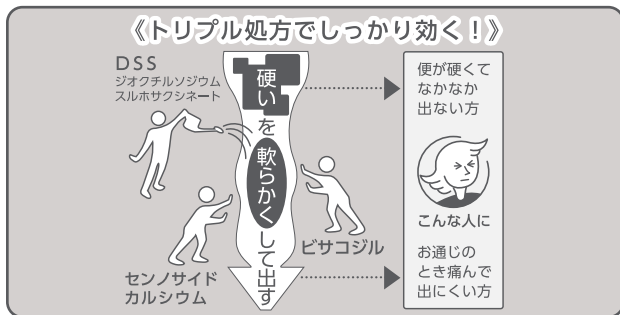 《トリプル処方でしっかり効く！》
DSS
ジオクチルソジウム
スルホサクシネート
硬いを軟らかくして出す
センノサイド
カルシウム
ビサコジル
便が硬くて
なかなか
出ない方
こんな人に
お通じの
とき痛んで
出にくい方